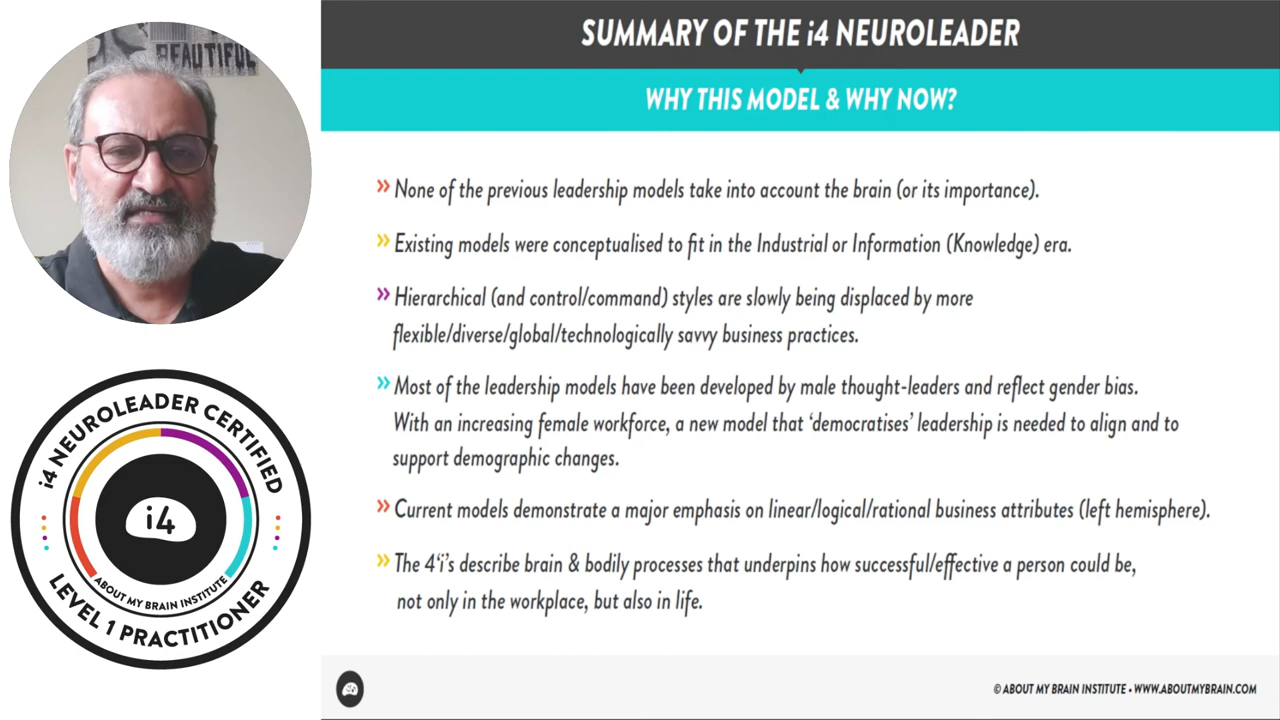 BEAUTIFUL
i4 NEUROLEADER CERTIFIED
i4
ABOUT MY BRAIN INSTITUTE
LEVEL 1 PRACTITIONER
SUMMARY OF THE i4 NEUROLEADER
WHY THIS MODEL & WHY NOW?
» None of the previous leadership models take into account the brain (or its importance).
» Existing models were conceptualised to fit in the Industrial or Information (Knowledge) era.
» Hierarchical (and control/command) styles are slowly being displaced by more
flexible/diverse/global/technologically savvy business practices.
» Most of the leadership models have been developed by male thought-leaders and reflect gender bias.
With an increasing female workforce, a new model that ‘democratises’ leadership is needed to align and to
support demographic changes.
» Current models demonstrate a major emphasis on linear/logical/rational business attributes (left hemisphere).
» The 4‘i’s describe brain & bodily processes that underpins how successful/effective a person could be,
not only in the workplace, but also in life.
© ABOUT MY BRAIN INSTITUTE • WWW.ABOUTMYBRAIN.COM